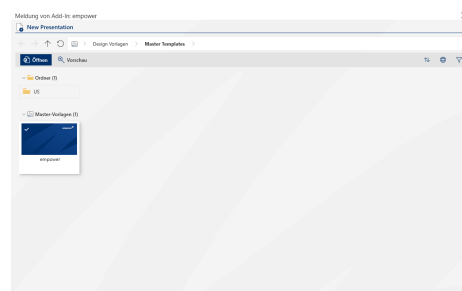 Meldung von Add-In: empower
New Presentation
Design Vorlagen > Master Templates >
Öffnen Vorschau
Ordner (1)
US
Master-Vorlagen (1)
empower